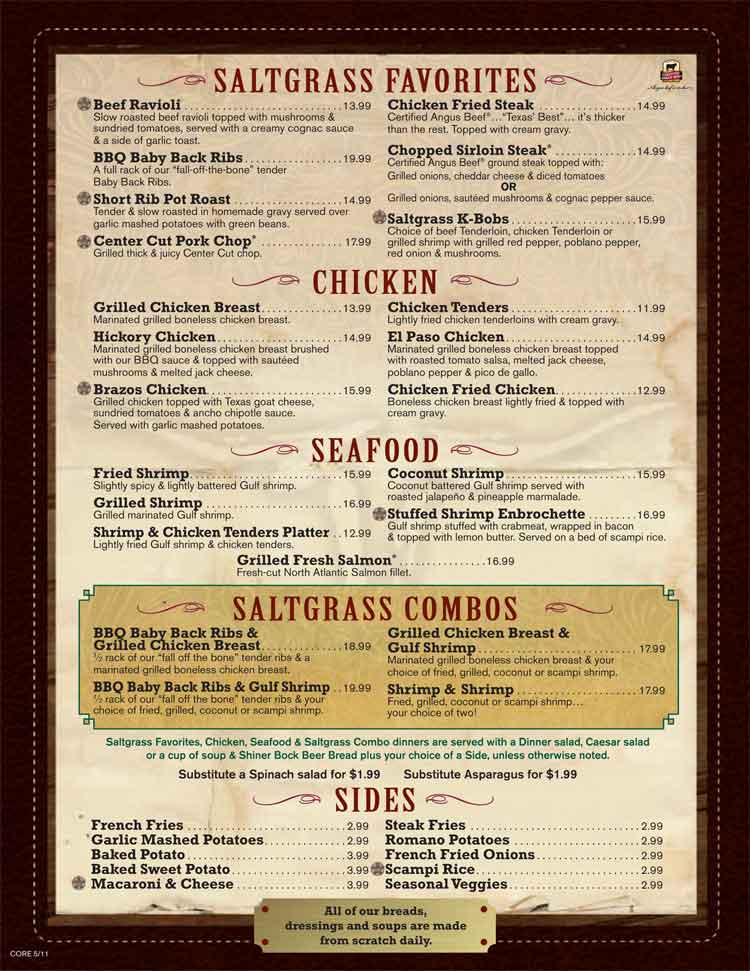 SALTGRASS FAVORITES
Beef Ravioli 13.99
Slow roasted beef ravioli topped with mushrooms &
sundried tomatoes, served with a creamy cognac sauce
& a side of garlic toast.
BBQ Baby Back Ribs 19.99
A full rack of our “fall-off-the-bone” tender
Baby Back Ribs.
Short Rib Pot Roast 14.99
Tender & slow roasted in homemade gravy served over
garlic mashed potatoes with green beans.
Center Cut Pork Chop* 17.99
Grilled thick & juicy Center Cut chop.
Chicken Fried Steak 14.99
Certified Angus Beef®…“Texas’ Best”… it’s thicker
than the rest. Topped with cream gravy.
Chopped Sirloin Steak* 14.99
Certified Angus Beef® ground steak topped with:
Grilled onions, cheddar cheese & diced tomatoes
OR
Grilled onions, sautéed mushrooms & cognac pepper sauce.
Saltgrass K-Bobs 15.99
Choice of beef Tenderloin, chicken Tenderloin or
grilled shrimp with grilled red pepper, poblano pepper,
red onion & mushrooms.
CHICKEN
Grilled Chicken Breast 13.99
Marinated grilled boneless chicken breast.
Hickory Chicken 14.99
Marinated grilled boneless chicken breast brushed
with our BBQ sauce & topped with sautéed
mushrooms & melted jack cheese.
Brazos Chicken 15.99
Grilled chicken topped with Texas goat cheese,
sundried tomatoes & ancho chipotle sauce.
Served with garlic mashed potatoes.
Chicken Tenders 11.99
Lightly fried chicken tenderloins with cream gravy.
El Paso Chicken 14.99
Marinated grilled boneless chicken breast topped
with roasted tomato salsa, melted jack cheese,
poblano pepper & pico de gallo.
Chicken Fried Chicken 12.99
Boneless chicken breast lightly fried & topped with
cream gravy.
SEAFOOD
Fried Shrimp 15.99
Slightly spicy & lightly battered Gulf shrimp.
Grilled Shrimp 16.99
Grilled marinated Gulf shrimp.
Shrimp & Chicken Tenders Platter 12.99
Lightly fried Gulf shrimp & chicken tenders.
Coconut Shrimp 15.99
Coconut battered Gulf shrimp served with
roasted jalapeño & pineapple marmalade.
Stuffed Shrimp Enbrochette 16.99
Gulf shrimp stuffed with crabmeat, wrapped in bacon
& topped with lemon butter. Served on a bed of scampi rice.
Grilled Fresh Salmon* 16.99
Fresh-cut North Atlantic Salmon fillet.
SALTGRASS COMBOS
BBQ Baby Back Ribs &
Grilled Chicken Breast 18.99
½ rack of our “fall off the bone” tender ribs & a
marinated grilled boneless chicken breast.
BBQ Baby Back Ribs & Gulf Shrimp 19.99
½ rack of our “fall off the bone” tender ribs & your
choice of fried, grilled, coconut or scampi shrimp.
Grilled Chicken Breast &
Gulf Shrimp 17.99
Marinated grilled boneless chicken breast & your
choice of fried, grilled, coconut or scampi shrimp.
Shrimp & Shrimp 17.99
Fried, grilled, coconut or scampi shrimp…
your choice of two!
Saltgrass Favorites, Chicken, Seafood & Saltgrass Combo dinners are served with a Dinner salad, Caesar salad
or a cup of soup & Shiner Bock Beer Bread plus your choice of a Side, unless otherwise noted.
Substitute a Spinach salad for $1.99 Substitute Asparagus for $1.99
SIDES
French Fries 2.99
Garlic Mashed Potatoes 2.99
Baked Potato 3.99
Baked Sweet Potato 3.99
Macaroni & Cheese 3.99
Steak Fries 2.99
Romano Potatoes 2.99
French Fried Onions 2.99
Scampi Rice 2.99
Seasonal Veggies 2.99
All of our breads,
dressings and soups are made
from scratch daily.
CORE 5/11